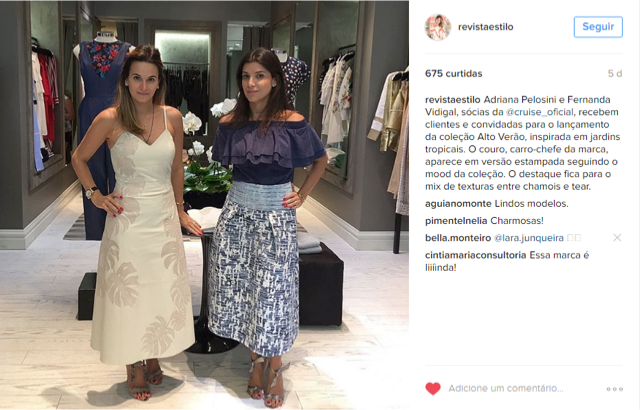 revistaestilo
Seguir
675 curtidas
5 d
revistaestilo Adriana Pelosini e Fernanda
Vidigal, sócias da @cruise_oficial, recebem
clientes e convidadas para o lançamento
da coleção Alto Verão, inspirada em jardins
tropicais. O couro, carro-chefe da marca,
aparece em versão estampada seguindo o
mood da coleção. O destaque fica para o
mix de texturas entre chamois e tear.
aguianomonte Lindos modelos.
pimentelnelia Charmosas!
bella.monteiro @lara.junqueira
cintiamariaconsultoria Essa marca é
liiíinda!
Adicione um comentário...